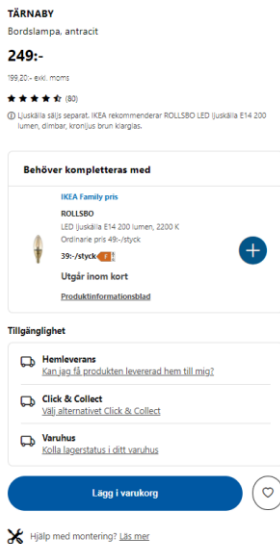 TÄRNABY
Bordslampa, antracit
249:-
199,20:- exkl. moms
(80)
Ljuskälla säljs separat. IKEA rekommenderar ROLLSBO LED ljuskälla E14 200
lumen, dimbar, kronljus brun klarglas.
Behöver kompletteras med
IKEA Family pris
ROLLSBO
LED ljuskälla E14 200 lumen, 2200 K
Ordinarie pris 49:-/styck
39:-/styck F
Utgår inom kort
Produktinformationsblad
Tillgänglighet
Hemleverans
Kan jag få produkten levererad hem till mig?
Click & Collect
Välj alternativet Click & Collect
Varuhus
Kolla lagerstatus i ditt varuhus
Lägg i varukorg
Hjälp med montering? Läs mer